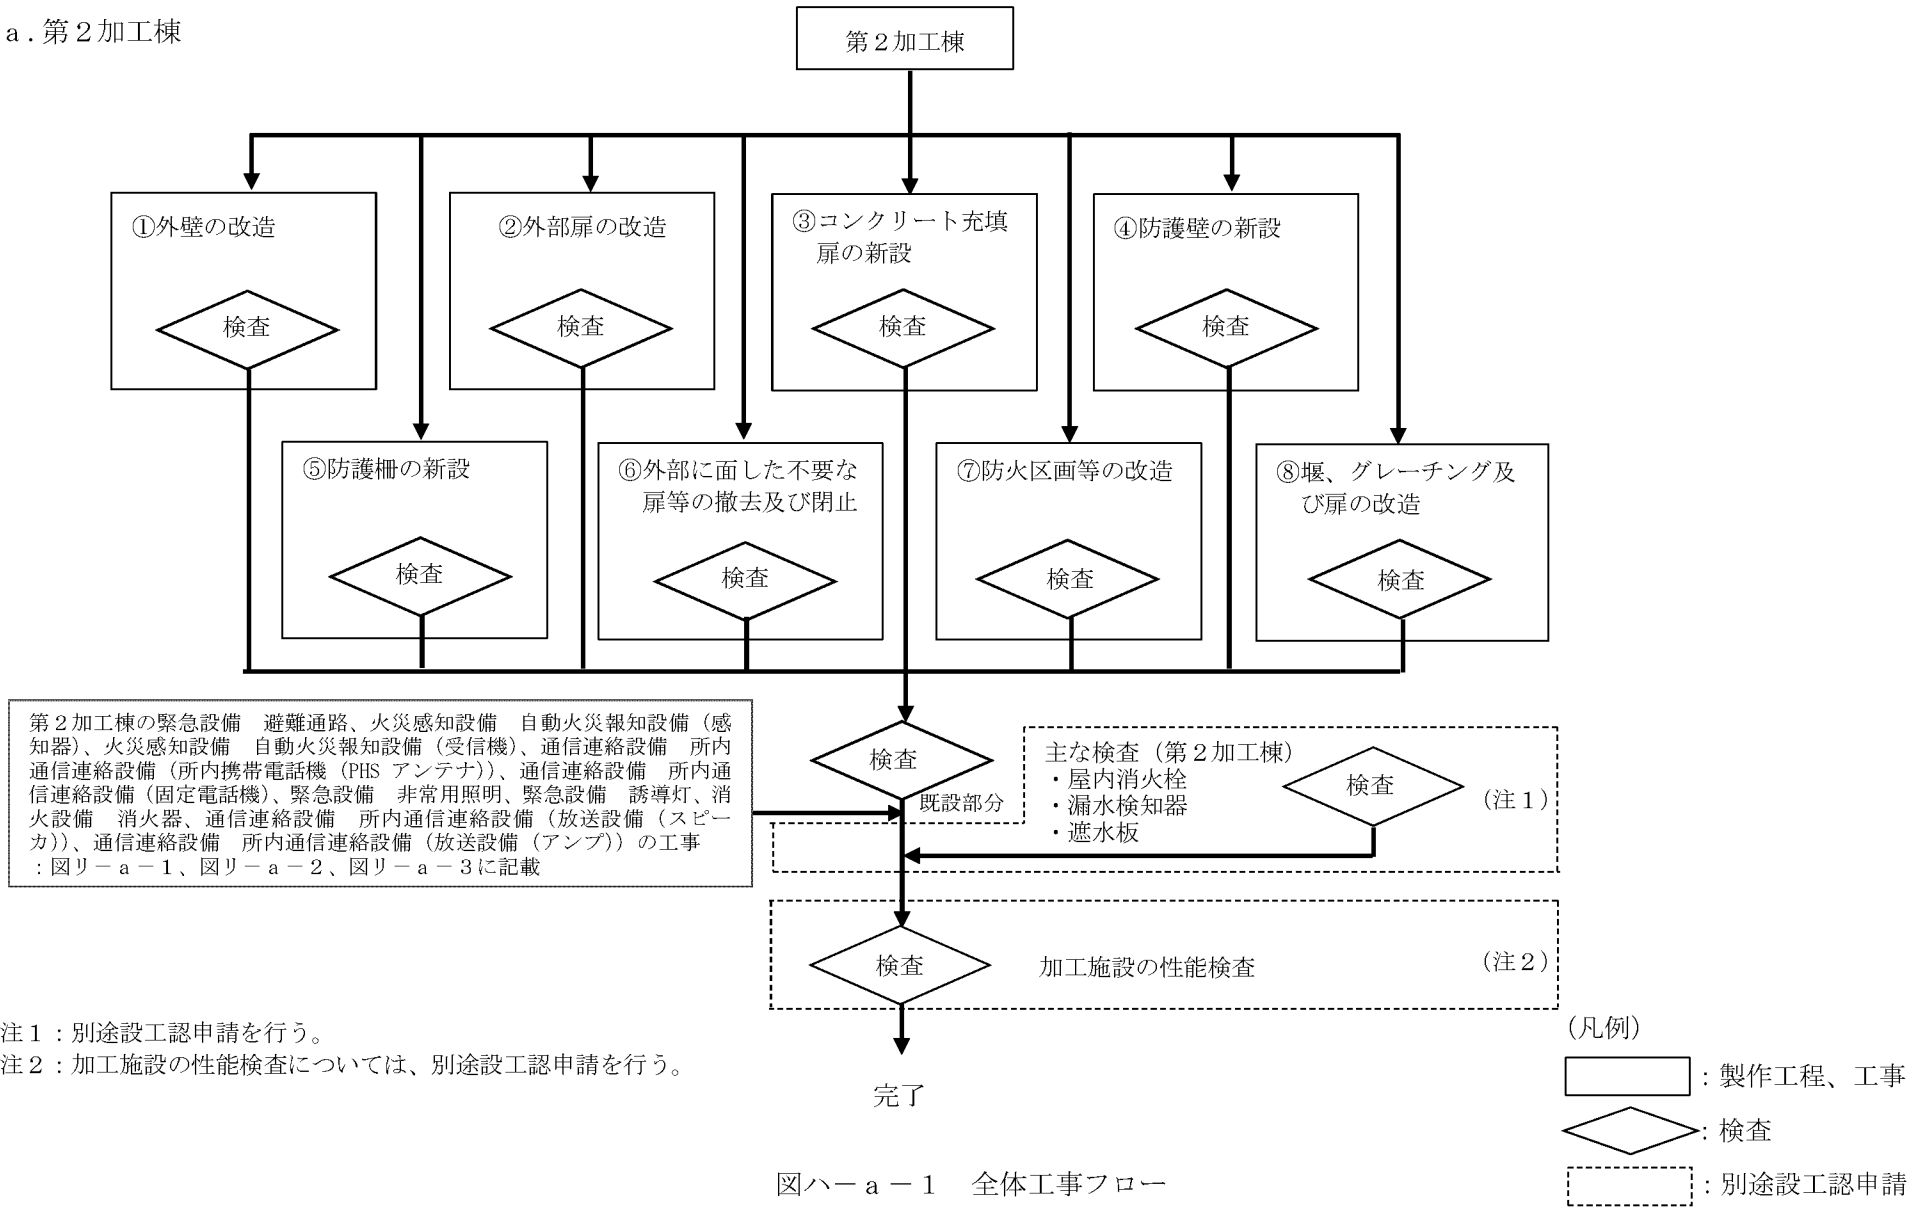 ａ．第２加工棟
第２加工棟
①外壁の改造
検査
②外部扉の改造
検査
③コンクリート充填
扉の新設
検査
④防護壁の新設
検査
⑤防護柵の新設
検査
⑥外部に面した不要な
扉等の撤去及び閉止
検査
⑦防火区画等の改造
検査
⑧堰、グレーチング及
び扉の改造
検査
第２加工棟の緊急設備　避難通路、火災感知設備　自動火災報知設備（感
知器）、火災感知設備　自動火災報知設備（受信機）、通信連絡設備　所内
通信連絡設備（所内携帯電話機（PHS アンテナ））、通信連絡設備　所内通
信連絡設備（固定電話機）、緊急設備　非常用照明、緊急設備　誘導灯、消
火設備　消火器、通信連絡設備　所内通信連絡設備（放送設備（スピー
カ））、通信連絡設備　所内通信連絡設備（放送設備（アンプ））の工事
：図リ－ａ－１、図リ－ａ－２、図リ－ａ－３に記載
検査
既設部分
主な検査（第２加工棟）
・屋内消火栓
・漏水検知器
・遮水板
検査
（注１）
検査
加工施設の性能検査
（注２）
完了
注１：別途設工認申請を行う。
注２：加工施設の性能検査については、別途設工認申請を行う。
（凡例）
：製作工程、工事
：検査
：別途設工認申請
図ハ－ａ－１　全体工事フロー